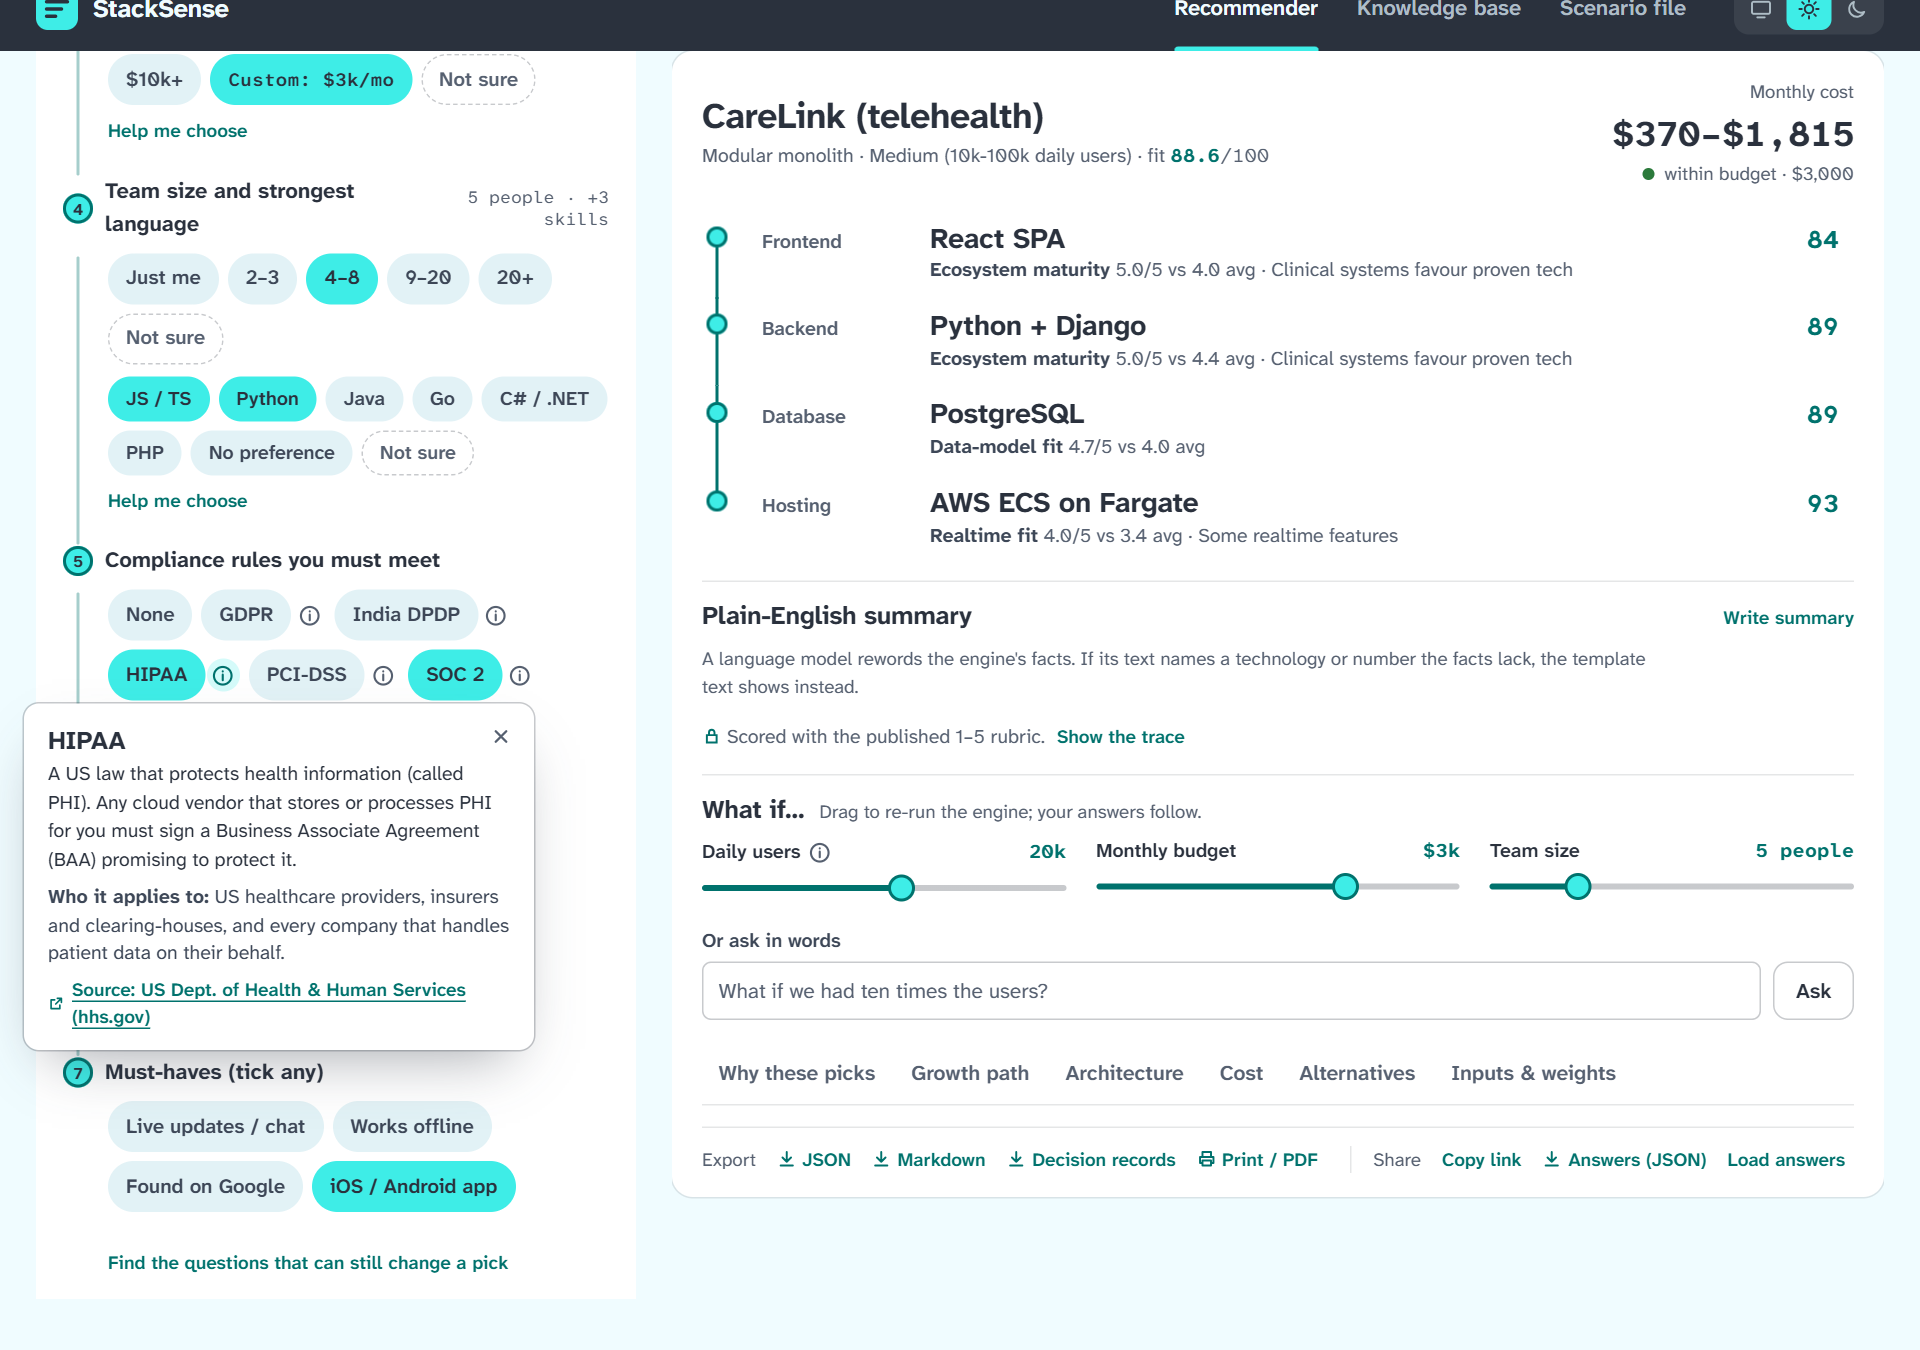 StackSense
Recommender
Knowledge base
Scenario file
$10k+
Custom: $3k/mo
Not sure
Help me choose
4
Team size and strongest
language
5 people · +3
skills
Just me
2–3
4–8
9–20
20+
Not sure
JS / TS
Python
Java
Go
C# / .NET
PHP
No preference
Not sure
Help me choose
5
Compliance rules you must meet
None
GDPR
India DPDP
HIPAA
PCI-DSS
SOC 2
HIPAA
A US law that protects health information (called
PHI). Any cloud vendor that stores or processes PHI
for you must sign a Business Associate Agreement
(BAA) promising to protect it.
Who it applies to: US healthcare providers, insurers
and clearing-houses, and every company that handles
patient data on their behalf.
Source: US Dept. of Health & Human Services
(hhs.gov)
7
Must-haves (tick any)
Live updates / chat
Works offline
Found on Google
iOS / Android app
Find the questions that can still change a pick
CareLink (telehealth)
Modular monolith · Medium (10k-100k daily users) · fit 88.6/100
Monthly cost
$370–$1,815
within budget · $3,000
Frontend
React SPA
84
Ecosystem maturity 5.0/5 vs 4.0 avg · Clinical systems favour proven tech
Backend
Python + Django
89
Ecosystem maturity 5.0/5 vs 4.4 avg · Clinical systems favour proven tech
Database
PostgreSQL
89
Data-model fit 4.7/5 vs 4.0 avg
Hosting
AWS ECS on Fargate
93
Realtime fit 4.0/5 vs 3.4 avg · Some realtime features
Plain-English summary
Write summary
A language model rewords the engine's facts. If its text names a technology or number the facts lack, the template
text shows instead.
Scored with the published 1–5 rubric. Show the trace
What if... Drag to re-run the engine; your answers follow.
Daily users
20k
Monthly budget
$3k
Team size
5 people
Or ask in words
What if we had ten times the users?
Ask
Why these picks
Growth path
Architecture
Cost
Alternatives
Inputs & weights
Export
JSON
Markdown
Decision records
Print / PDF
Share
Copy link
Answers (JSON)
Load answers